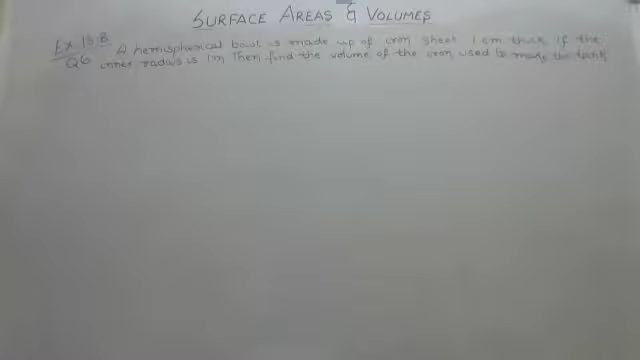 SURFACE AREAS & VOLUMES
Ex 13.8
Q6 A hemispherical bowl is made up of iron sheet 1 cm thick if the
inner radius is 1m then find the volume of the iron used to make the tank